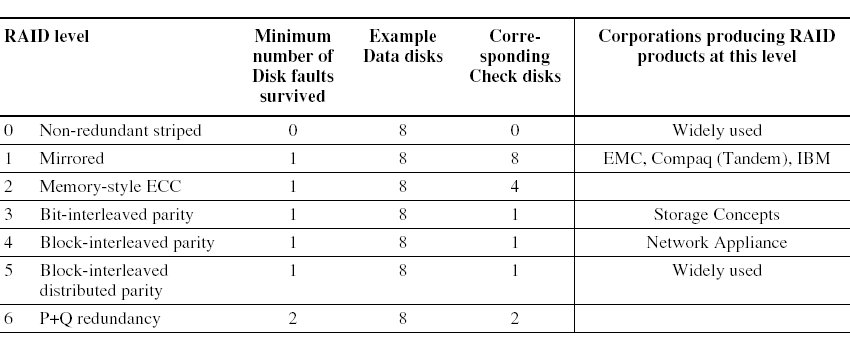 RAID level Minimum number of Disk faults survived Example Data disks Corre-sponding Check disks Corporations producing RAID products at this level
0 Non-redundant striped 0 8 0 Widely used
1 Mirrored 1 8 8 EMC, Compaq (Tandem), IBM
2 Memory-style ECC 1 8 4
3 Bit-interleaved parity 1 8 1 Storage Concepts
4 Block-interleaved parity 1 8 1 Network Appliance
5 Block-interleaved distributed parity 1 8 1 Widely used
6 P+Q redundancy 2 8 2